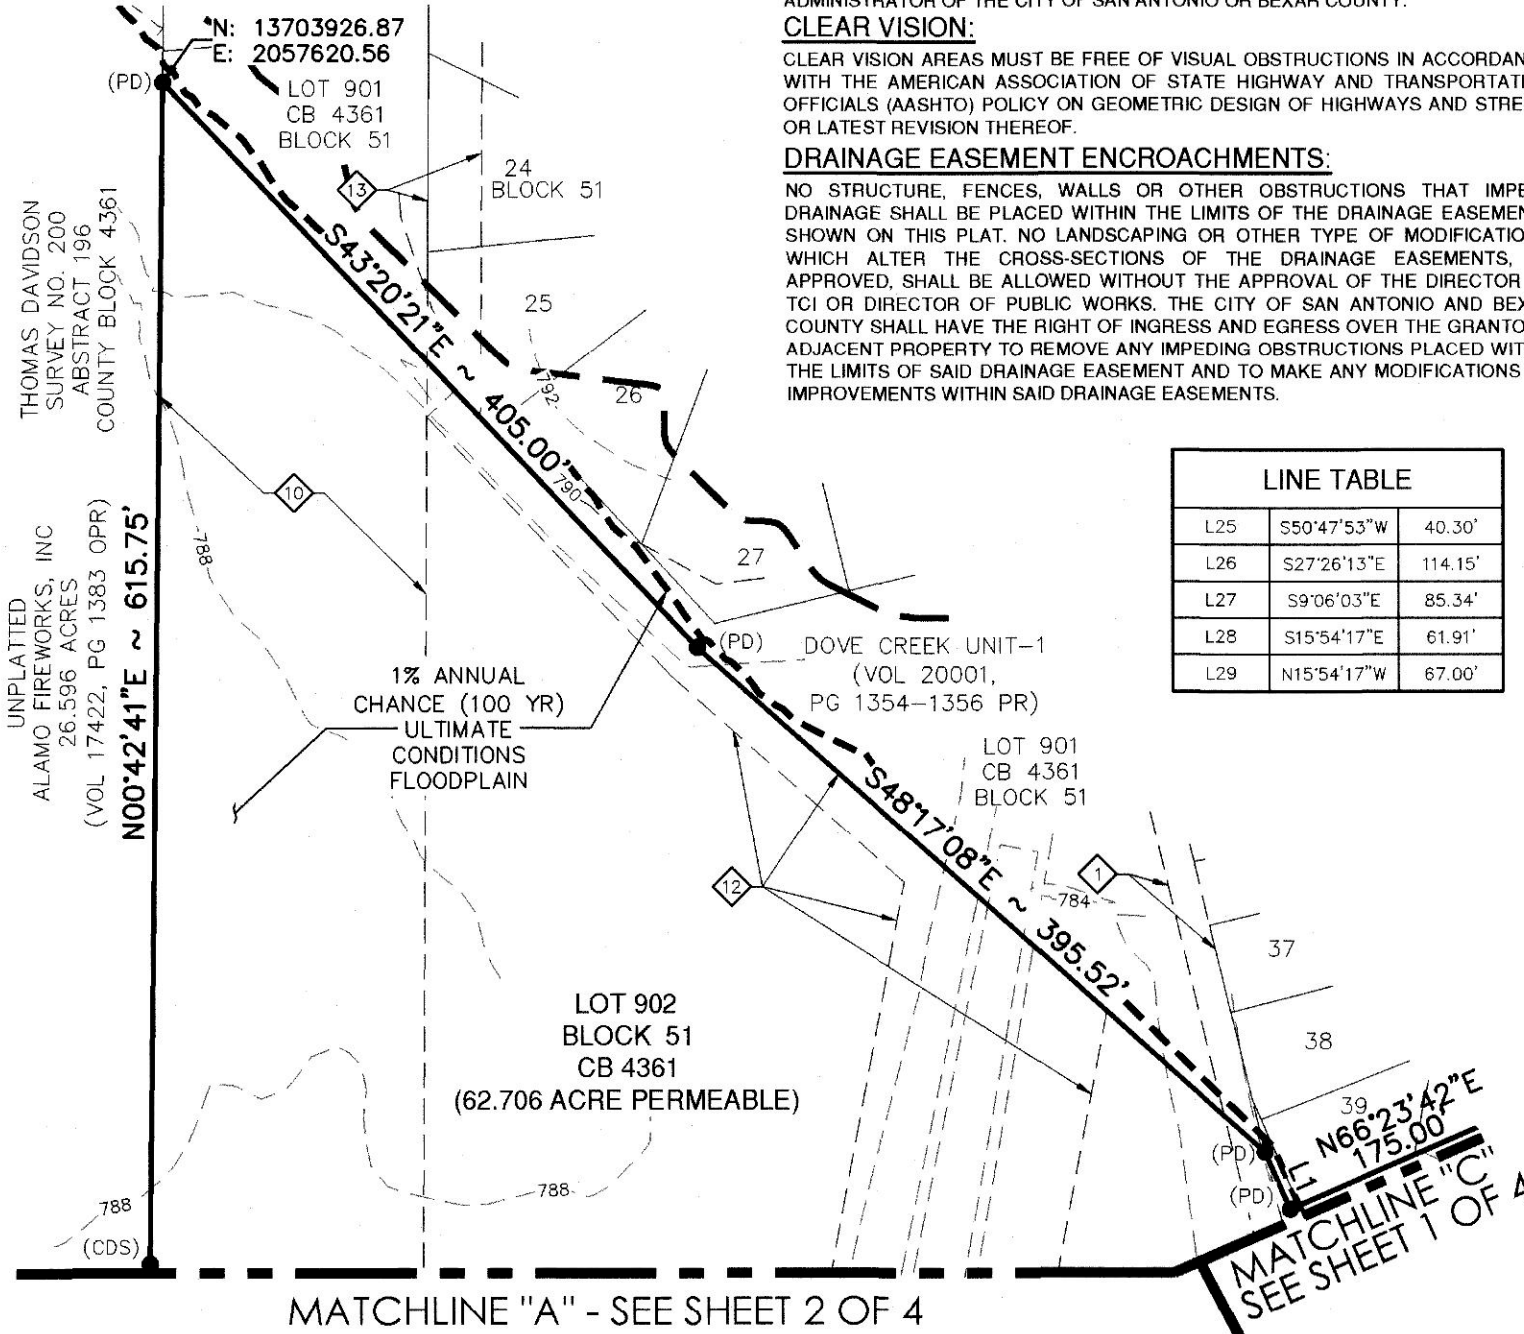 ADMINISTRATOR OF THE CITY OF SAN ANTONIO OR BEXAR COUNTY.
CLEAR VISION:
CLEAR VISION AREAS MUST BE FREE OF VISUAL OBSTRUCTIONS IN ACCORDAN
WITH THE AMERICAN ASSOCIATION OF STATE HIGHWAY AND TRANSPORTATI
OFFICIALS (AASHTO) POLICY ON GEOMETRIC DESIGN OF HIGHWAYS AND STRE
OR LATEST REVISION THEREOF.
DRAINAGE EASEMENT ENCROACHMENTS:
NO STRUCTURE, FENCES, WALLS OR OTHER OBSTRUCTIONS THAT IMPE
DRAINAGE SHALL BE PLACED WITHIN THE LIMITS OF THE DRAINAGE EASEMEN
SHOWN ON THIS PLAT. NO LANDSCAPING OR OTHER TYPE OF MODIFICATIO
WHICH ALTER THE CROSS-SECTIONS OF THE DRAINAGE EASEMENTS,
APPROVED, SHALL BE ALLOWED WITHOUT THE APPROVAL OF THE DIRECTOR
TCI OR DIRECTOR OF PUBLIC WORKS. THE CITY OF SAN ANTONIO AND BEX
COUNTY SHALL HAVE THE RIGHT OF INGRESS AND EGRESS OVER THE GRANTO
ADJACENT PROPERTY TO REMOVE ANY IMPEDING OBSTRUCTIONS PLACED WIT
THE LIMITS OF SAID DRAINAGE EASEMENT AND TO MAKE ANY MODIFICATIONS
IMPROVEMENTS WITHIN SAID DRAINAGE EASEMENTS.
LINE TABLE
L25 S50°47'53"W 40.30'
L26 S27°26'13"E 114.15'
L27 S9°06'03"E 85.34'
L28 S15°54'17"E 61.91'
L29 N15°54'17"W 67.00'
N: 13703926.87
E: 2057620.56
(PD)
LOT 901
CB 4361
BLOCK 51
13
24
BLOCK 51
THOMAS DAVIDSON
SURVEY NO. 200
ABSTRACT 196
COUNTY BLOCK 4361
S43°20'21"E ~ 405.00'
25
792
26
790
27
10
788
UNPLATTED
ALAMO FIREWORKS, INC
26.596 ACRES
(VOL 17422, PG 1383 OPR)
N00°42'41"E ~ 615.75'
1% ANNUAL
CHANCE (100 YR)
ULTIMATE
CONDITIONS
FLOODPLAIN
(PD)
DOVE CREEK UNIT-1
(VOL 20001,
PG 1354-1356 PR)
LOT 901
CB 4361
BLOCK 51
S48°17'08"E ~ 395.52'
12
1
784
37
38
39
LOT 902
BLOCK 51
CB 4361
(62.706 ACRE PERMEABLE)
N66°23'42"E
175.00'
(PD)
L1
(PD)
788
788
(CDS)
MATCHLINE "C"
SEE SHEET 1 OF 4
MATCHLINE "A" - SEE SHEET 2 OF 4